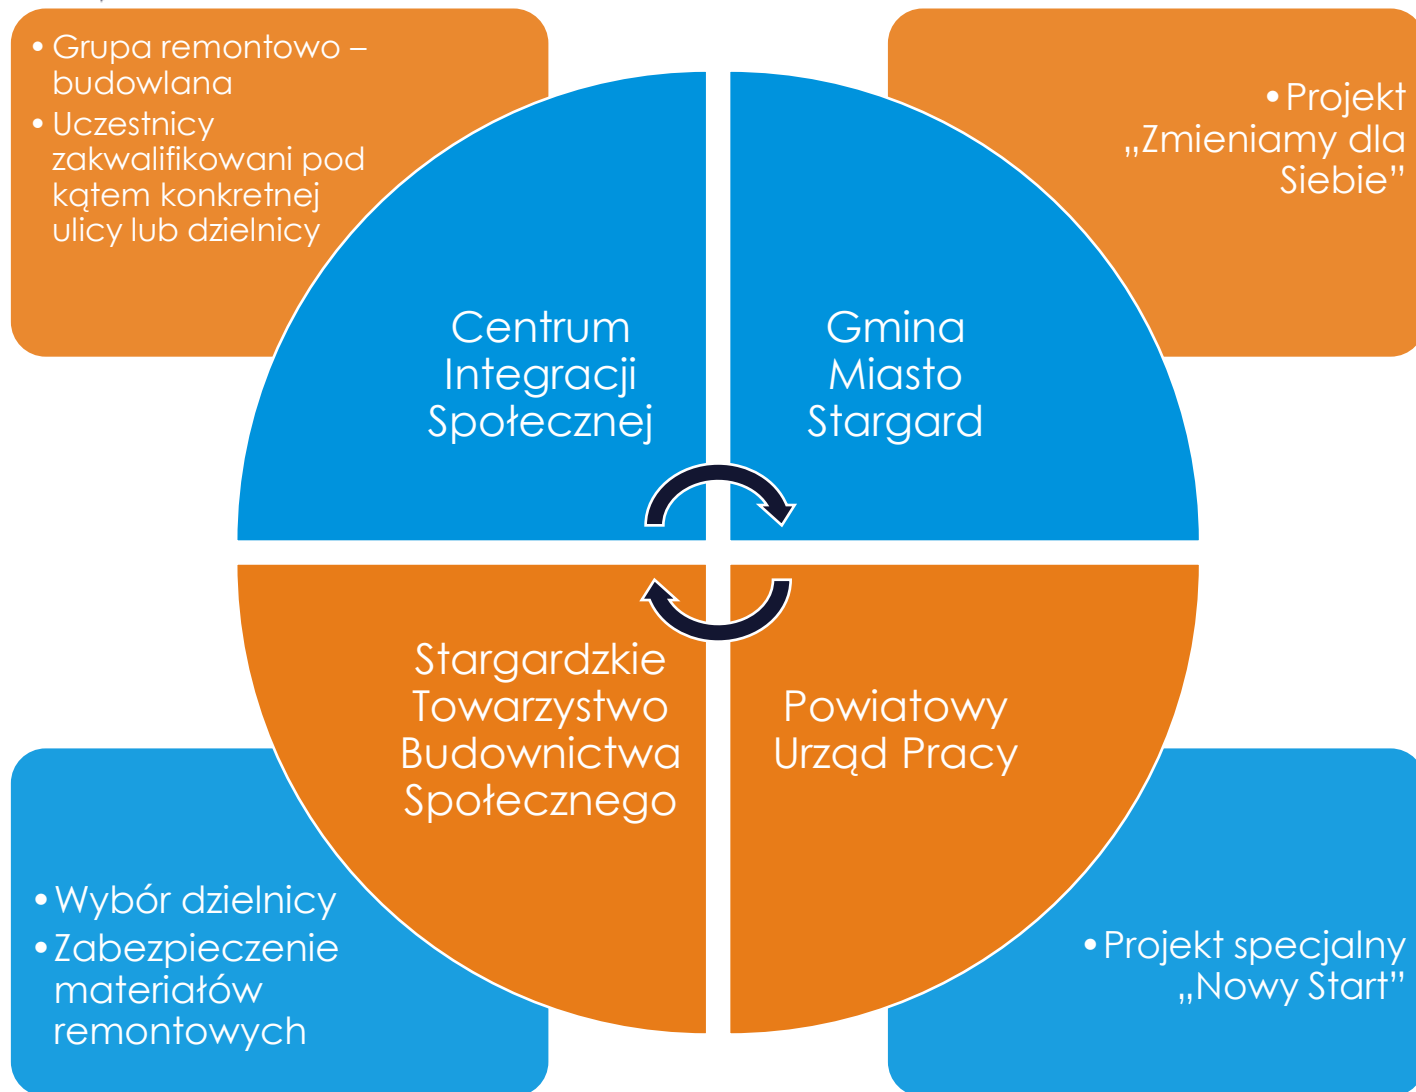 • Grupa remontowo –
budowlana
• Uczestnicy
zakwalifikowani pod
kątem konkretnej
ulicy lub dzielnicy
• Projekt
„Zmieniamy dla
Siebie”
Centrum
Integracji
Społecznej
Gmina
Miasto
Stargard
Stargardzkie
Towarzystwo
Budownictwa
Społecznego
Powiatowy
Urząd Pracy
• Wybór dzielnicy
• Zabezpieczenie
materiałów
remontowych
• Projekt specjalny
„Nowy Start”